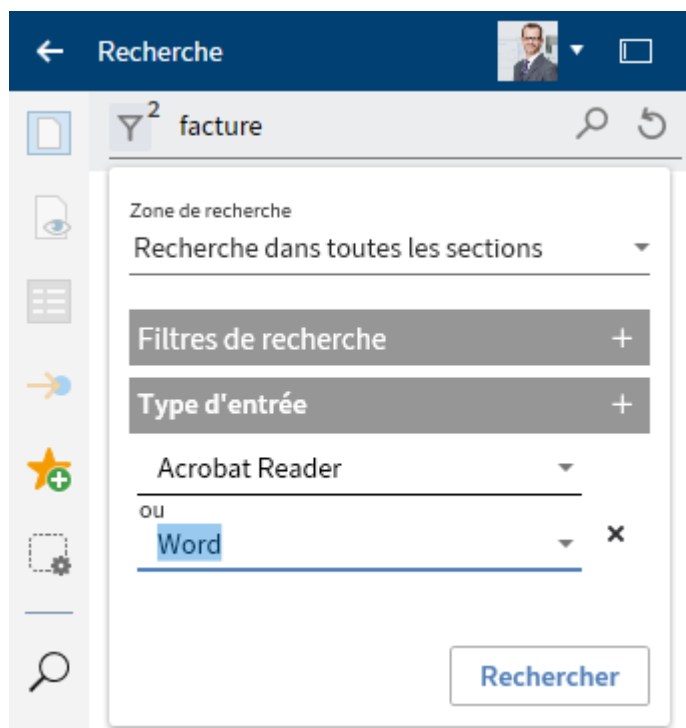 Recherche
2
facture
Zone de recherche
Recherche dans toutes les sections
Filtres de recherche +
Type d'entrée +
Acrobat Reader
ou
Word
Rechercher